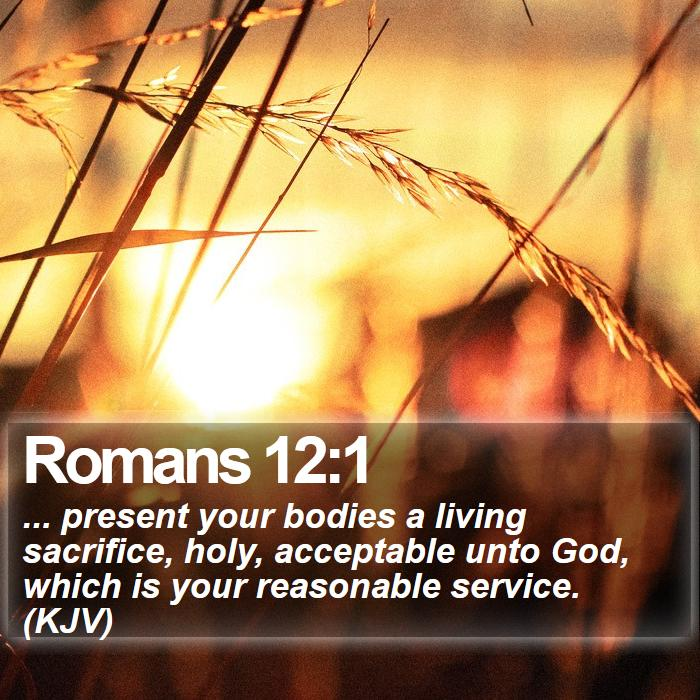 Romans 12:1
... present your bodies a living
sacrifice, holy, acceptable unto God,
which is your reasonable service.
(KJV)